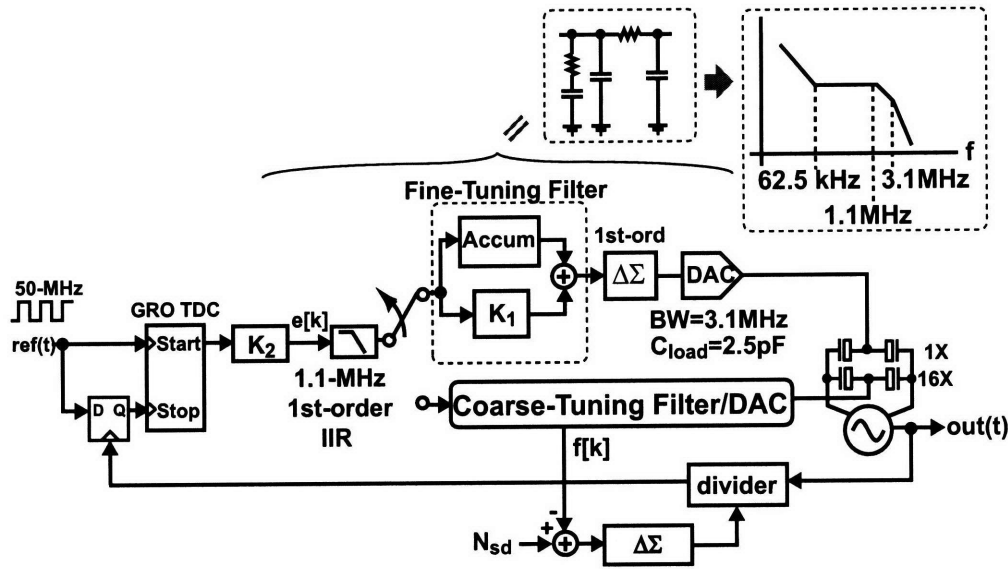 f
62.5 kHz
3.1MHz
1.1MHz
Fine-Tuning Filter
Accum
1st-ord
50-MHz
GRO TDC
ΔΣ
DAC
ref(t)
Start
K2
e[k]
K1
BW=3.1MHz
Cload=2.5pF
1X
16X
1.1-MHz
1st-order
IIR
D Q
Stop
Coarse-Tuning Filter/DAC
out(t)
f[k]
divider
-
+
Nsd
+
ΔΣ
+